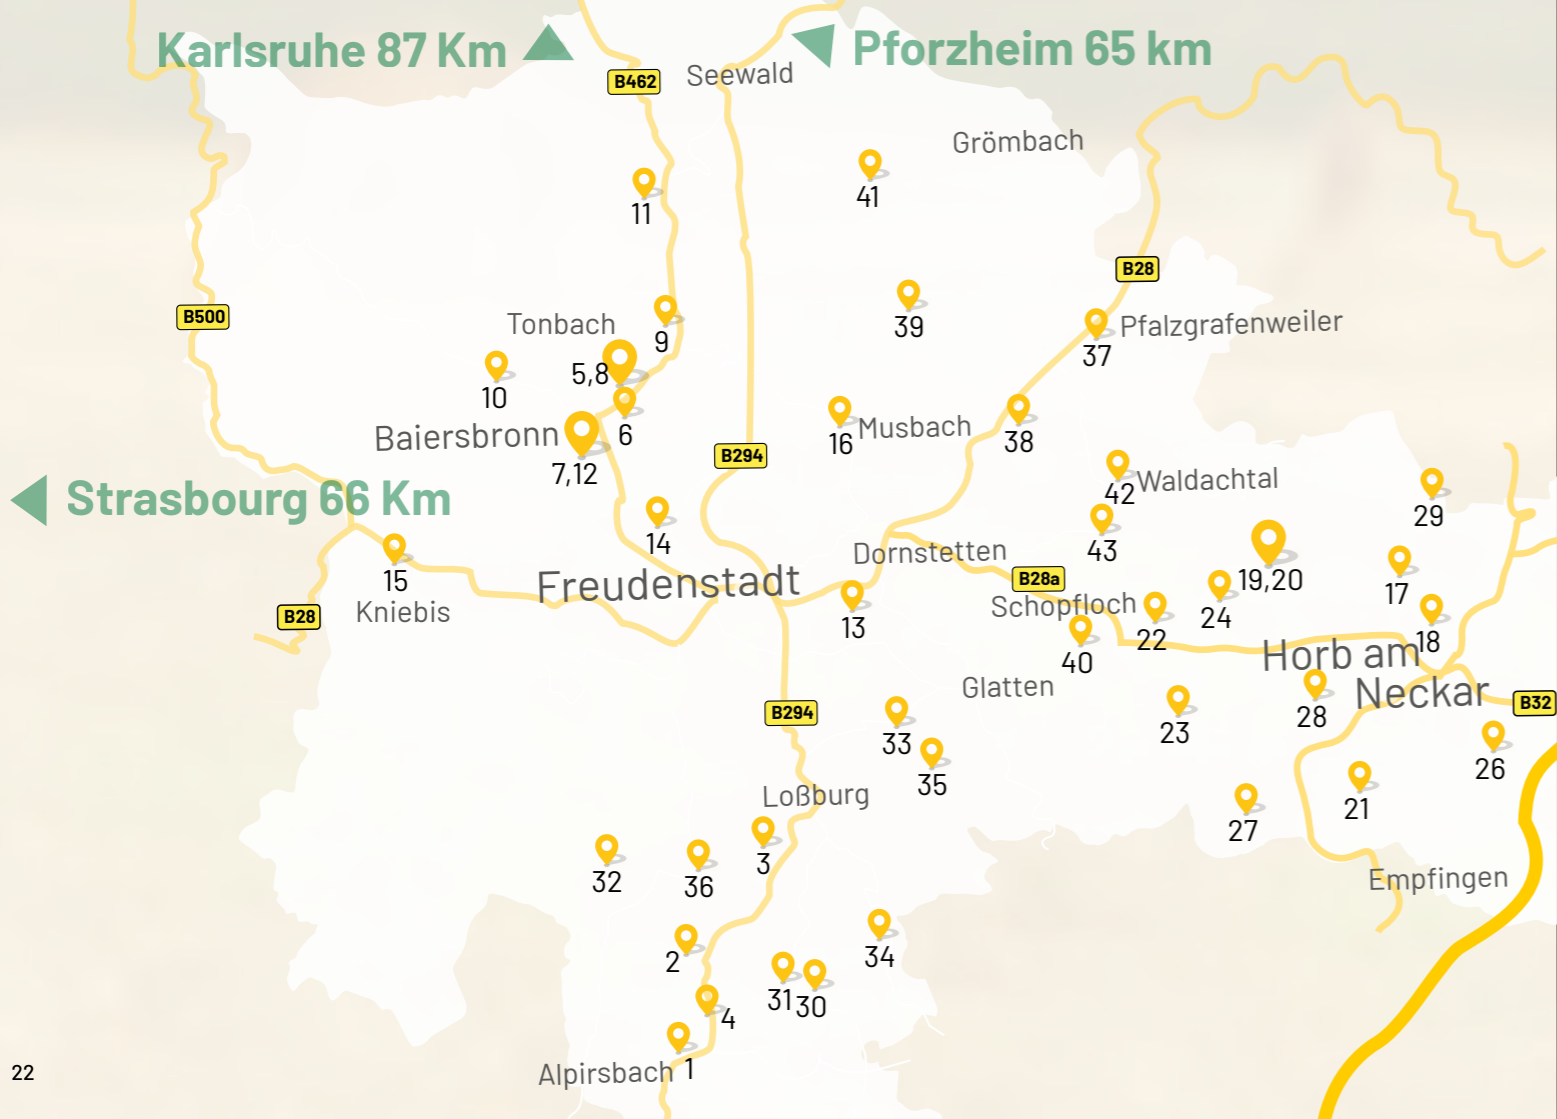 Karlsruhe 87 Km
Pforzheim 65 km
B462
Seewald
Grömbach
41
11
B28
B500
Tonbach
9
39
Pfalzgrafenweiler
37
5,8
10
6
Baiersbronn
16
Musbach
38
B294
7,12
42
Waldachtal
Strasbourg 66 Km
29
14
43
Dornstetten
15
Freudenstadt
B28a
19,20
17
Kniebis
B28
13
Schopfloch
24
22
18
40
Horb am
Neckar
Glatten
B294
33
23
28
B32
35
26
Loßburg
21
27
3
32
36
Empfingen
2
34
31
30
4
Alpirsbach
1
22